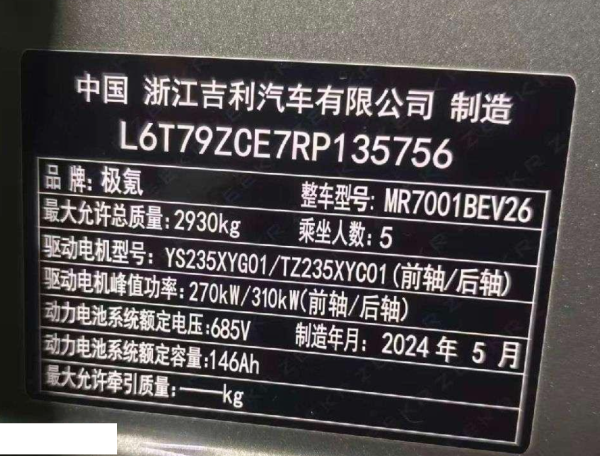 中国 浙江吉利汽车有限公司 制造
L6T79ZCE7RP135756
品 牌:极氪 整车型号:MR7001BEV26
最大允许总质量:2930kg 乘坐人数:5
驱动电机型号:YS235XYG01/TZ235XYC01(前轴/后轴)
驱动电机峰值功率:270kW/310kW(前轴/后轴)
动力电池系统额定电压:685V 制造年月:2024年5月
动力电池系统额定容量:146Ah
最大允许牵引质量:——kg